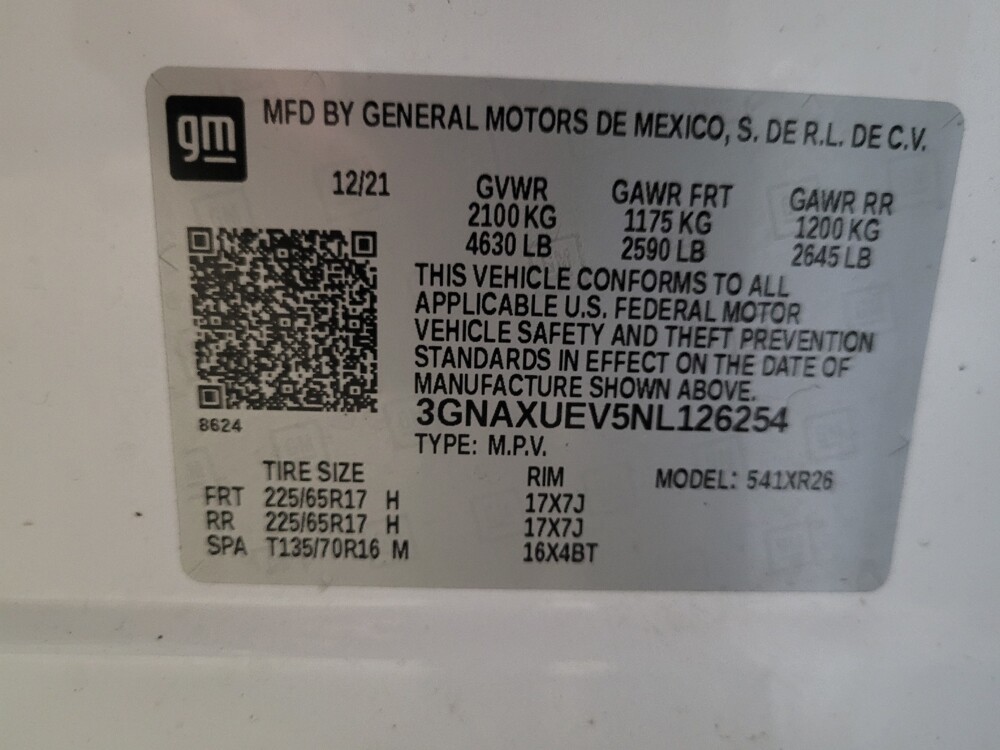 gm
MFD BY GENERAL MOTORS DE MEXICO, S. DE R.L. DE C.V.
12/21 GVWR GAWR FRT GAWR RR
2100 KG 1175 KG 1200 KG
4630 LB 2590 LB 2645 LB
THIS VEHICLE CONFORMS TO ALL
APPLICABLE U.S. FEDERAL MOTOR
VEHICLE SAFETY AND THEFT PREVENTION
STANDARDS IN EFFECT ON THE DATE OF
MANUFACTURE SHOWN ABOVE.
3GNAXUEV5NL126254
8624
TYPE: M.P.V.
TIRE SIZE RIM MODEL: 541XR26
FRT 225/65R17 H 17X7J
RR 225/65R17 H 17X7J
SPA T135/70R16 M 16X4BT